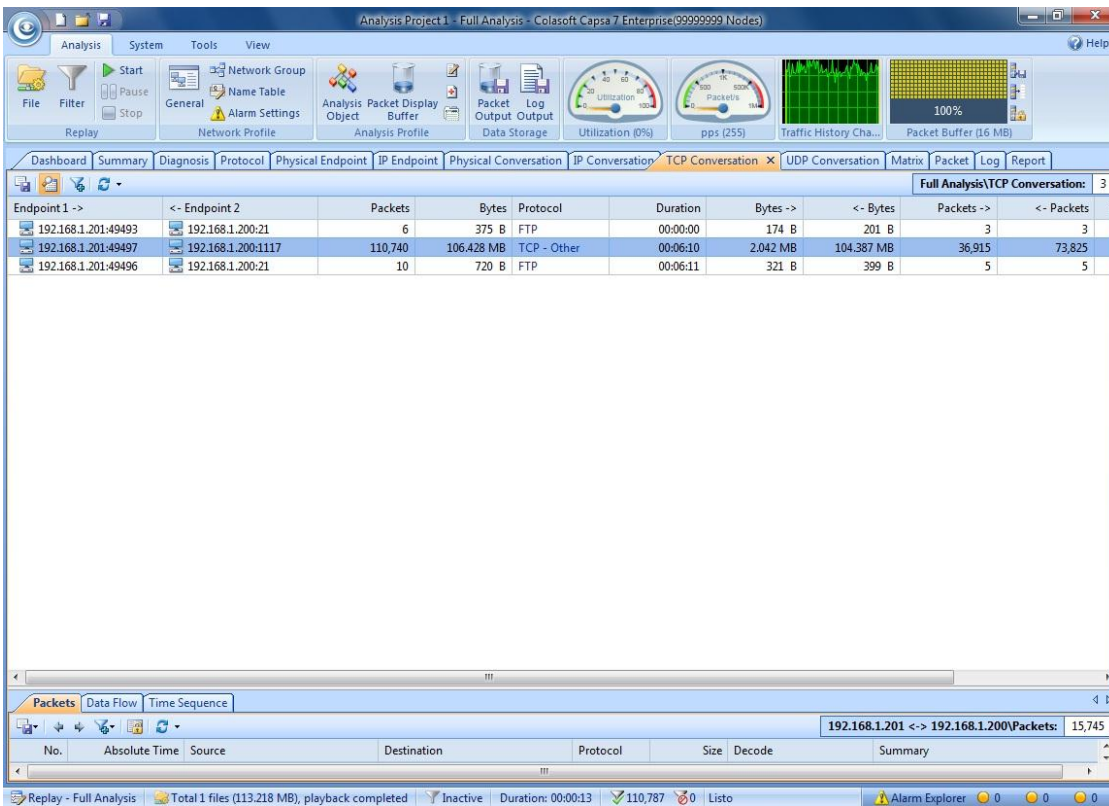 Analysis Project 1 - Full Analysis - Colasoft Capsa 7 Enterprise(99999999 Nodes)
Analysis System Tools View Help
File Filter Start Pause Stop
Replay
General Network Group Name Table Alarm Settings
Network Profile
Analysis Object Packet Display Buffer
Analysis Profile
Packet Output Log Output
Data Storage
Utilization
Utilization (0%)
Packet/s
pps (255)
Traffic History Cha...
100%
Packet Buffer (16 MB)
Dashboard Summary Diagnosis Protocol Physical Endpoint IP Endpoint Physical Conversation IP Conversation TCP Conversation UDP Conversation Matrix Packet Log Report
Full Analysis\TCP Conversation: 3
Endpoint 1 -> <- Endpoint 2 Packets Bytes Protocol Duration Bytes -> <- Bytes Packets -> <- Packets
192.168.1.201:49493 192.168.1.200:21 6 375 B FTP 00:00:00 174 B 201 B 3 3
192.168.1.201:49497 192.168.1.200:1117 110,740 106.428 MB TCP - Other 00:06:10 2.042 MB 104.387 MB 36,915 73,825
192.168.1.201:49496 192.168.1.200:21 10 720 B FTP 00:06:11 321 B 399 B 5 5
Packets Data Flow Time Sequence
192.168.1.201 <-> 192.168.1.200\Packets: 15,745
No. Absolute Time Source Destination Protocol Size Decode Summary
Replay - Full Analysis Total 1 files (113.218 MB), playback completed Inactive Duration: 00:00:13 110,787 0 Listo Alarm Explorer 0 0 0